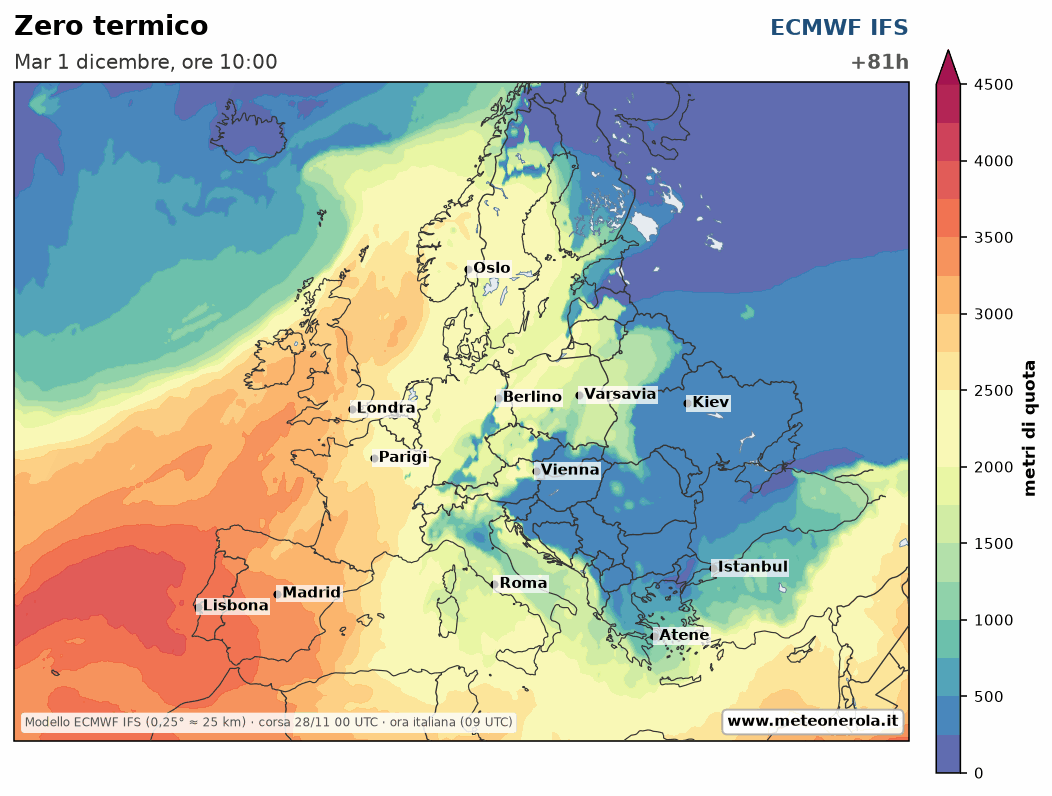 Zero termico
ECMWF IFS
Mar 1 dicembre, ore 10:00
+81h
4500
4000
3500
3000
2500
2000
1500
1000
500
0
metri di quota
Oslo
Berlino
Varsavia
Kiev
Londra
Parigi
Vienna
Istanbul
Roma
Madrid
Lisbona
Atene
Modello ECMWF IFS (0,25° ≈ 25 km) · corsa 28/11 00 UTC · ora italiana (09 UTC)
www.meteonerola.it